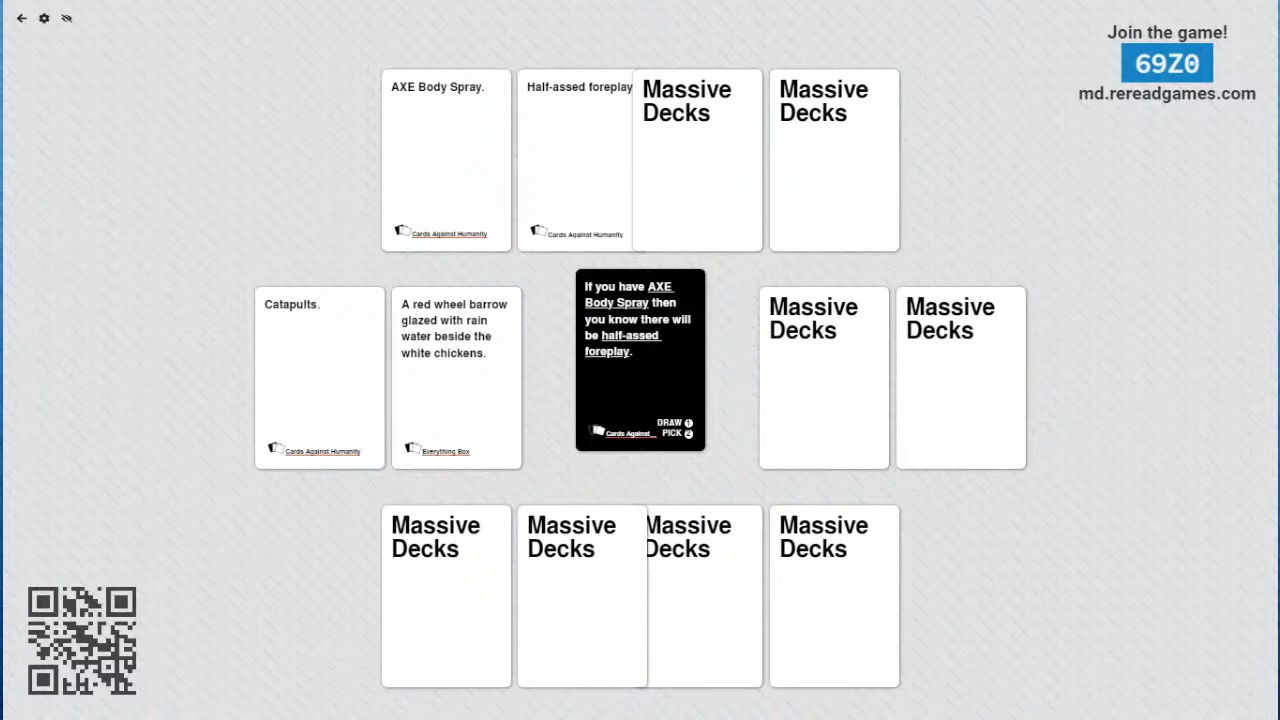 Join the game!
69Z0
md.rereadgames.com
AXE Body Spray.
Cards Against Humanity
Half-assed foreplay
Cards Against Humanity
Massive
Decks
Massive
Decks
Catapults.
Cards Against Humanity
A red wheel barrow
glazed with rain
water beside the
white chickens.
Everything Box
If you have AXE
Body Spray then
you know there will
be half-assed
foreplay.
DRAW 1
PICK 2
Cards Against
Massive
Decks
Massive
Decks
Massive
Decks
Massive
Decks
Massive
Decks
Massive
Decks